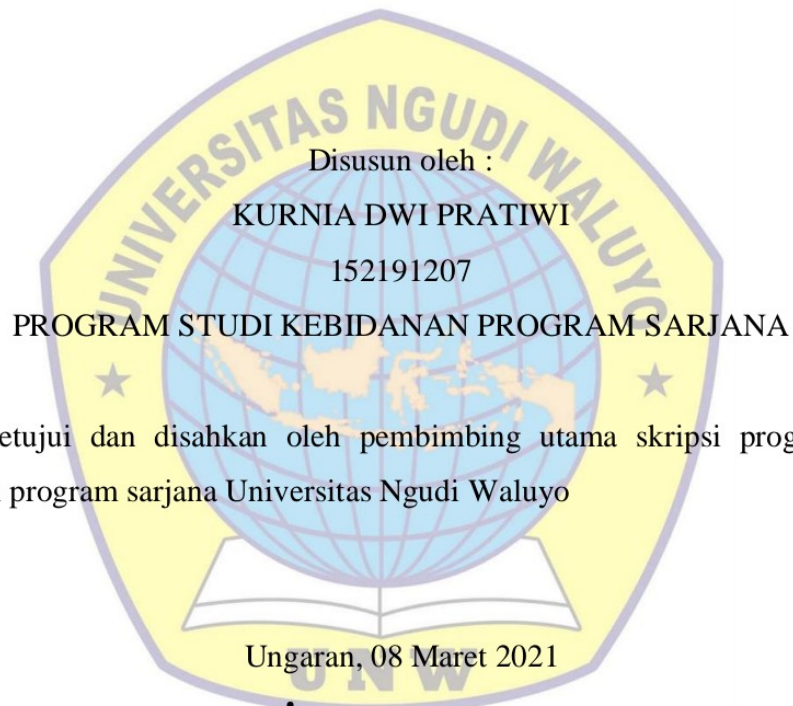 UNIVERSITAS NGUDI WALUYO
Disusun oleh :
KURNIA DWI PRATIWI
152191207
PROGRAM STUDI KEBIDANAN PROGRAM SARJANA
etujui dan disahkan oleh pembimbing utama skripsi prog
program sarjana Universitas Ngudi Waluyo
Ungaran, 08 Maret 2021
UNW